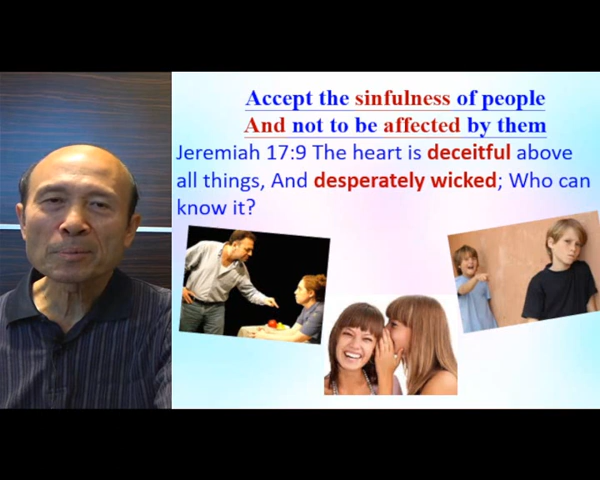 Accept the sinfulness of people
And not to be affected by them
Jeremiah 17:9 The heart is deceitful above
all things, And desperately wicked; Who can
know it?